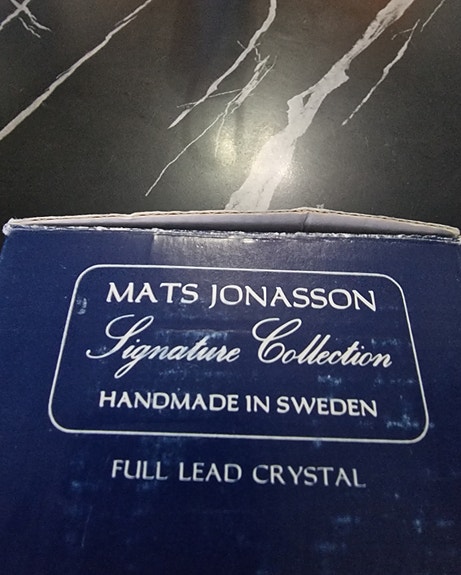 MATS JONASSON
Signature Collection
HANDMADE IN SWEDEN
FULL LEAD CRYSTAL